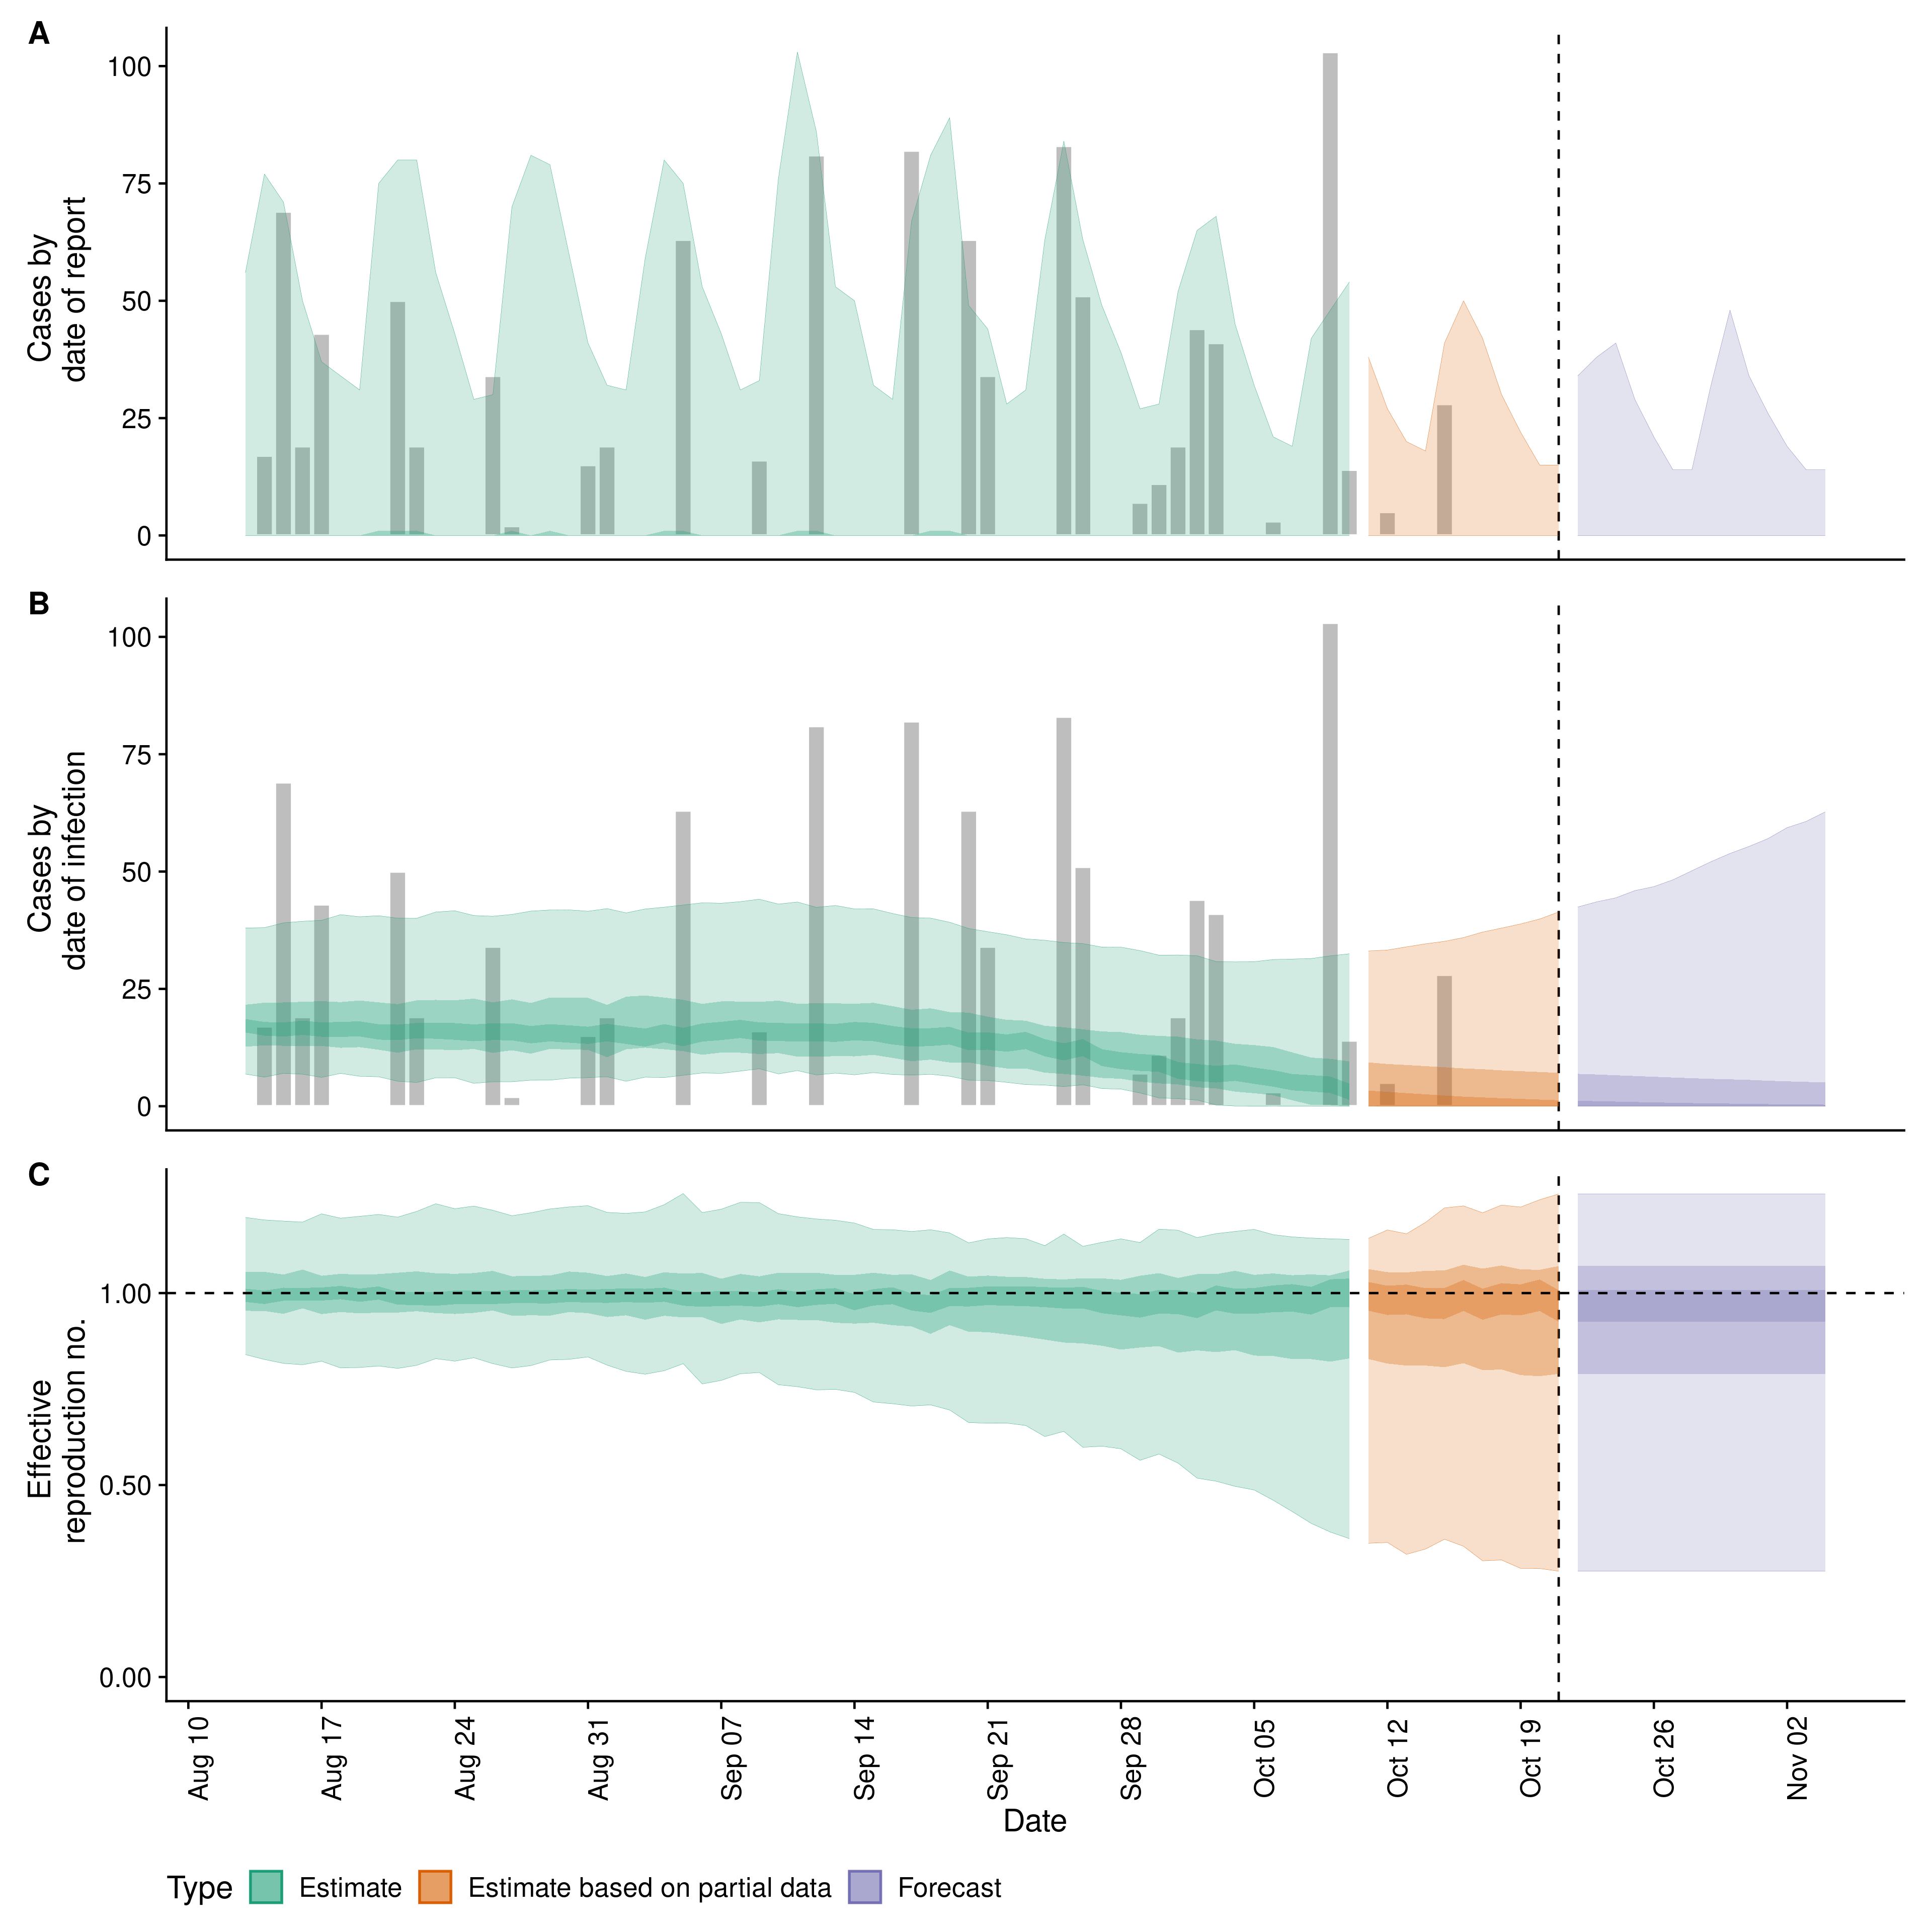 A
100
75
50
25
0
Cases by
date of report
B
100
75
50
25
0
Cases by
date of infection
C
1.00
0.50
0.00
Effective
reproduction no.
Aug 10
Aug 17
Aug 24
Aug 31
Sep 07
Sep 14
Sep 21
Sep 28
Oct 05
Oct 12
Oct 19
Oct 26
Nov 02
Date
Type Estimate Estimate based on partial data Forecast